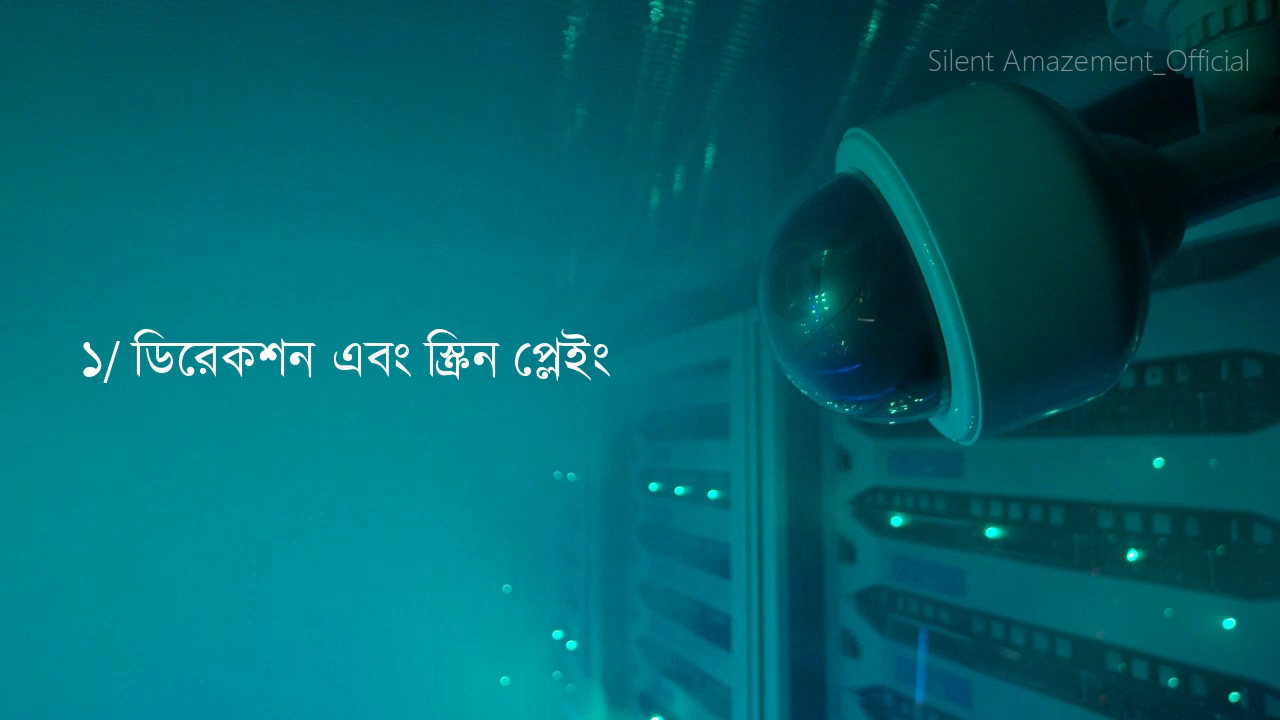 Silent Amazement_Official
১/ ডিরেকশন এবং স্ক্রিন প্লেইং